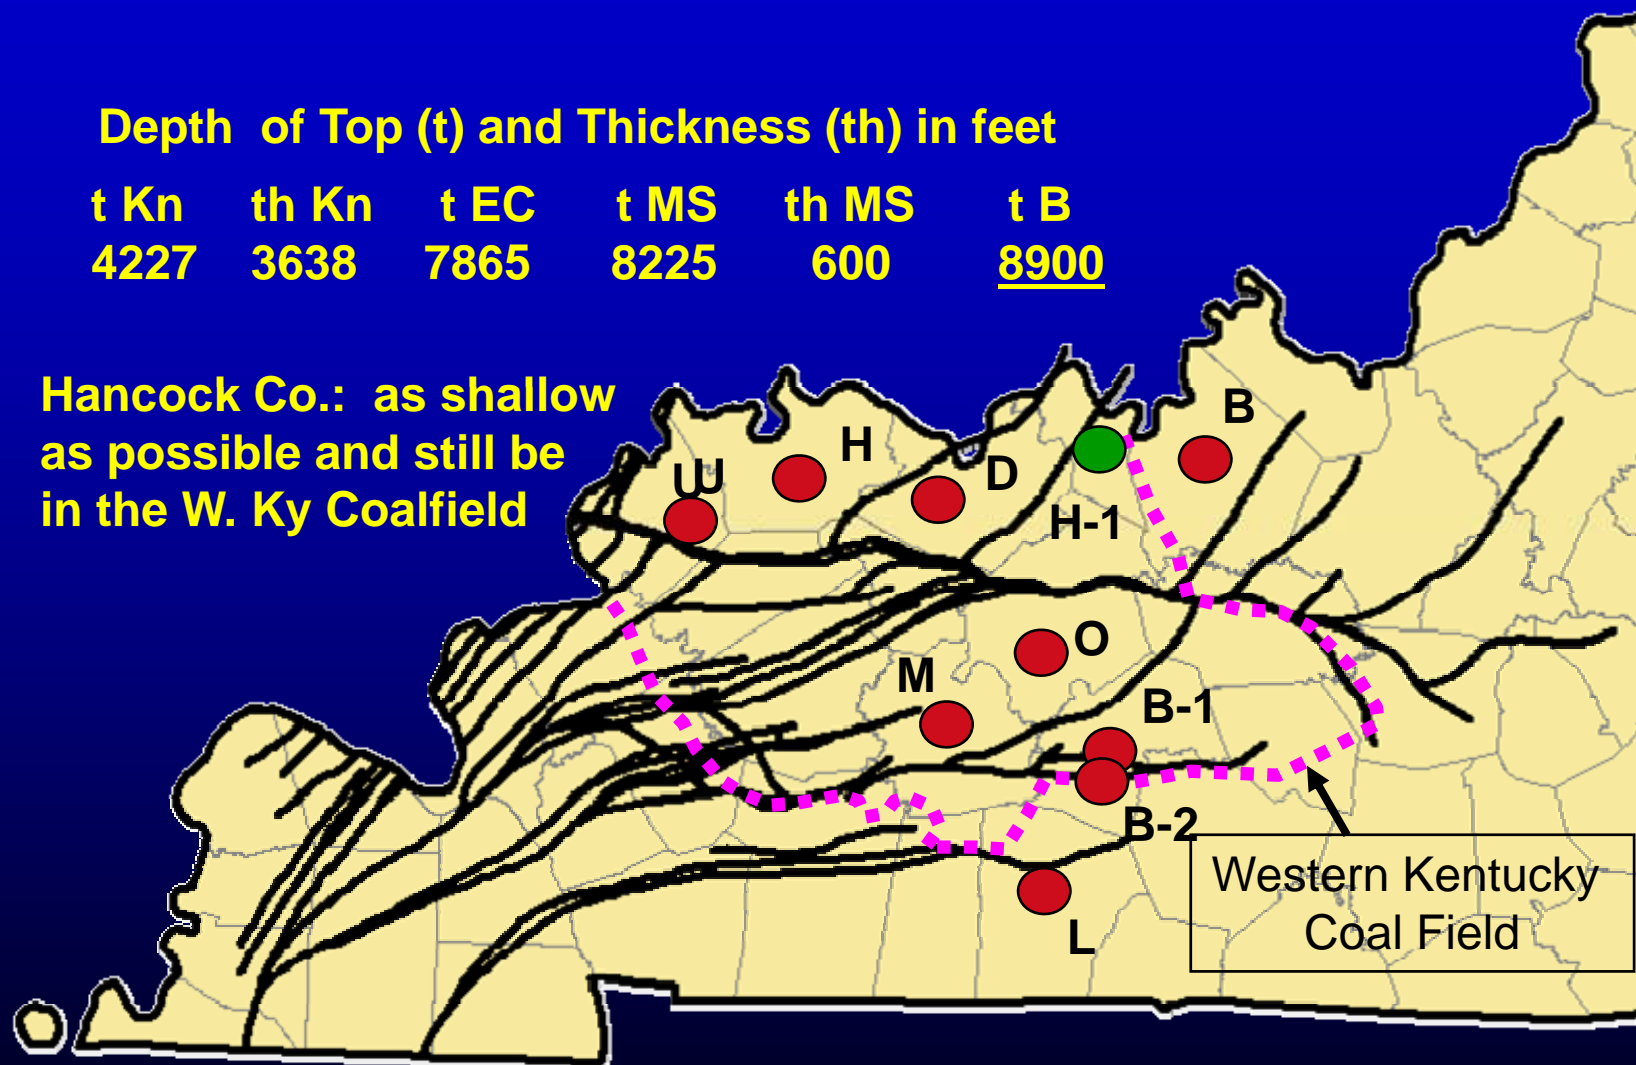 Depth of Top (t) and Thickness (th) in feet
t Kn th Kn t EC t MS th MS t B
4227 3638 7865 8225 600 8900
Hancock Co.: as shallow
as possible and still be
in the W. Ky Coalfield
B
H
D
UU
H-1
O
M
B-1
B-2
Western Kentucky
Coal Field
L